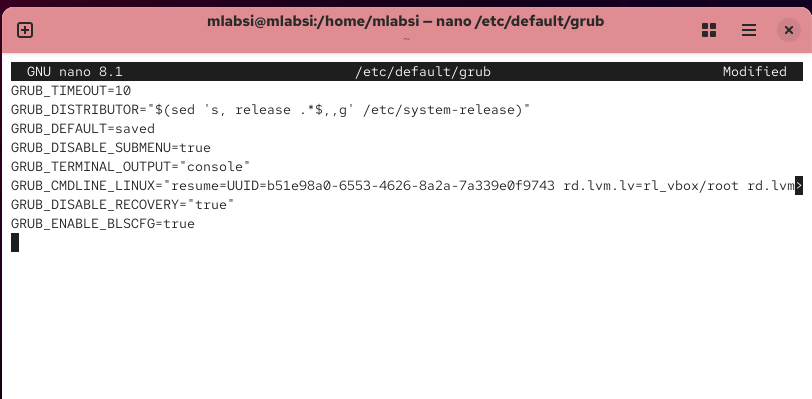 mlabsi@mlabsi:/home/mlabsi — nano /etc/default/grub
~
GNU nano 8.1 /etc/default/grub Modified
GRUB_TIMEOUT=10
GRUB_DISTRIBUTOR="$(sed 's, release .*$,,g' /etc/system-release)"
GRUB_DEFAULT=saved
GRUB_DISABLE_SUBMENU=true
GRUB_TERMINAL_OUTPUT="console"
GRUB_CMDLINE_LINUX="resume=UUID=b51e98a0-6553-4626-8a2a-7a339e0f9743 rd.lvm.lv=rl_vbox/root rd.lvm>
GRUB_DISABLE_RECOVERY="true"
GRUB_ENABLE_BLSCFG=true